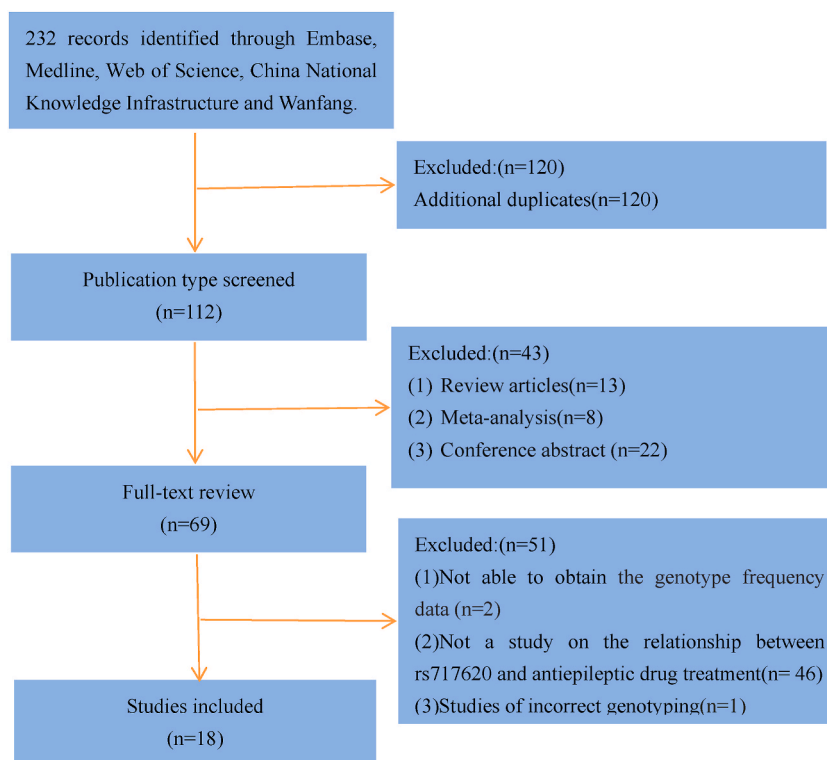 232 records identified through Embase,
Medline, Web of Science, China National
Knowledge Infrastructure and Wanfang.
Excluded:(n=120)
Additional duplicates(n=120)
Publication type screened
(n=112)
Excluded:(n=43)
(1) Review articles(n=13)
(2) Meta-analysis(n=8)
(3) Conference abstract (n=22)
Full-text review
(n=69)
Excluded:(n=51)
(1)Not able to obtain the genotype frequency
data (n=2)
(2)Not a study on the relationship between
rs717620 and antiepileptic drug treatment(n= 46)
(3)Studies of incorrect genotyping(n=1)
Studies included
(n=18)